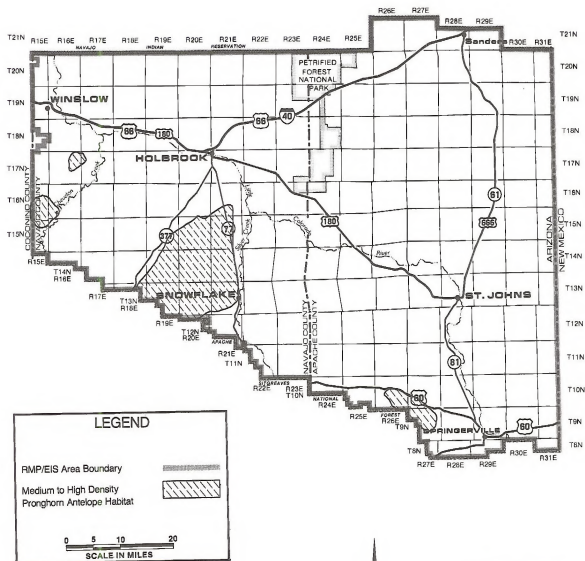 R26E R27E
R28E R29E
T21N R15E R16E R17E R18E R19E R20E R21E R22E R23E R24E R25E Sanders R30E R31E T21N
NAVAJO INDIAN RESERVATION
T20N PETRIFIED FOREST NATIONAL PARK T20N
T19N WINSLOW 66 40 T19N
T18N 66 180 T18N
HOLBROOK
T17N T17N
T16N 61 T16N
COCONINO COUNTY
NAVAJO COUNTY
Creek
Little
Colorado River
180
666
T15N 377 77 T15N
ARIZONA
NEW MEXICO
R15E T14N T14N
R16E
R17E T13N SNOWFLAKE ST. JOHNS T13N
R18E
NAVAJO COUNTY
APACHE COUNTY
R19E T12N T12N
R20E APACHE
R21E 81 T11N
T11N
SITGREAVES
R22E R23E T10N
T10N NATIONAL
R24E 60
R25E FOREST
R26E T9N T9N
SPRINGERVILLE 60
T8N R30E R31E
R27E R28E R29E
LEGEND
RMP/EIS Area Boundary
Medium to High Density
Pronghorn Antelope Habitat
0 5 10 20
SCALE IN MILES